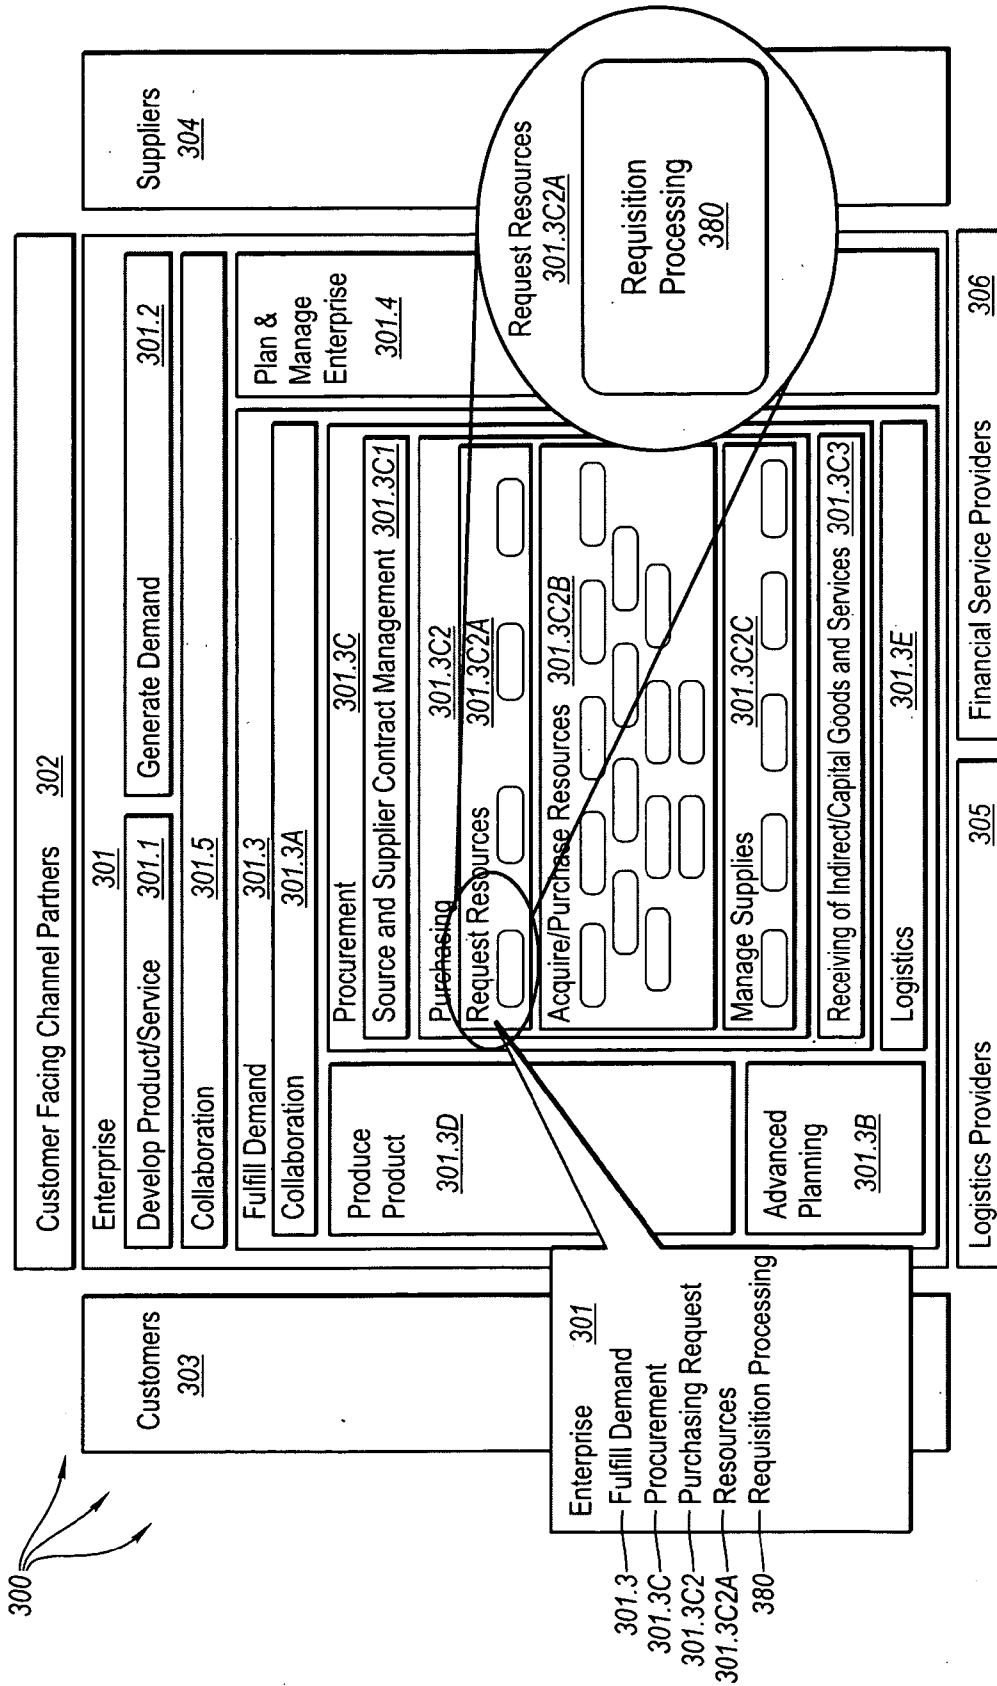 300
Customer Facing Channel Partners 302
Customers
303
Suppliers
304
Enterprise 301
Develop Product/Service 301.1
Generate Demand 301.2
Collaboration 301.5
Fulfill Demand 301.3
Collaboration 301.3A
Plan &
Manage
Enterprise
301.4
Produce
Product
301.3D
Advanced
Planning
301.3B
Procurement 301.3C
Source and Supplier Contract Management 301.3C1
Purchasing 301.3C2
Request Resources 301.3C2A
Acquire/Purchase Resources 301.3C2B
Manage Supplies 301.3C2C
Receiving of Indirect/Capital Goods and Services 301.3C3
Logistics 301.3E
Request Resources
301.3C2A
Requisition
Processing
380
Enterprise 301
301.3 Fulfill Demand
301.3C Procurement
301.3C2 Purchasing Request
301.3C2A Resources
380 Requisition Processing
Logistics Providers 305
Financial Service Providers 306